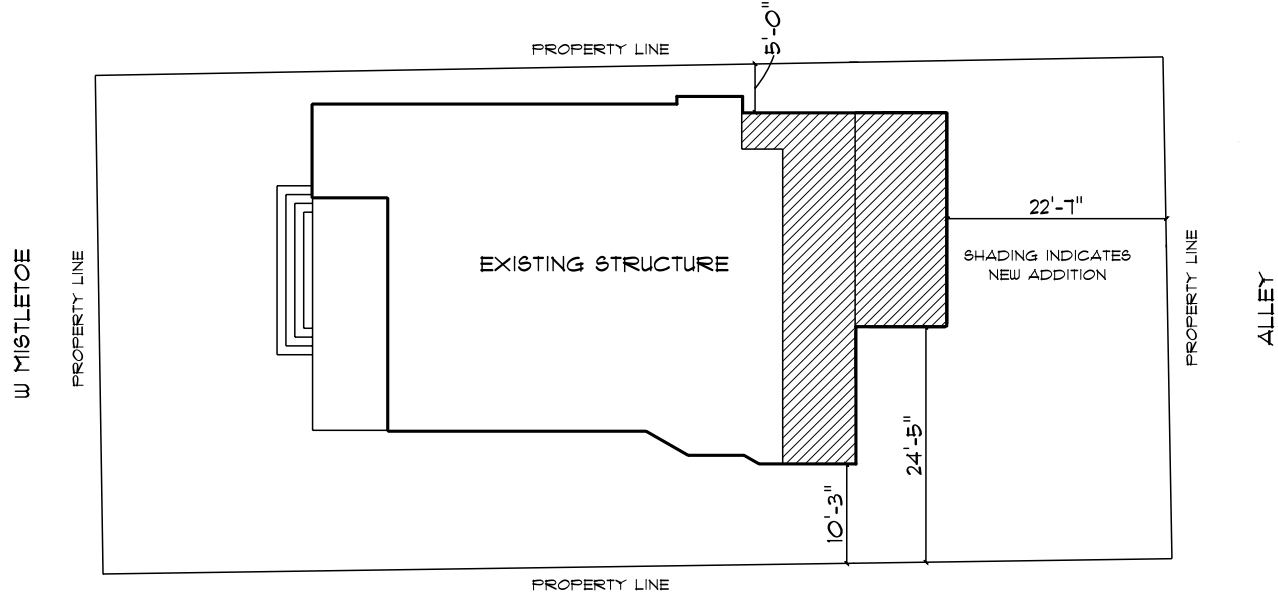 5'-0"
PROPERTY LINE
22'-7"
W MISTLETOE
PROPERTY LINE
EXISTING STRUCTURE
SHADING INDICATES
NEW ADDITION
PROPERTY LINE
ALLEY
24'-5"
10'-3"
PROPERTY LINE